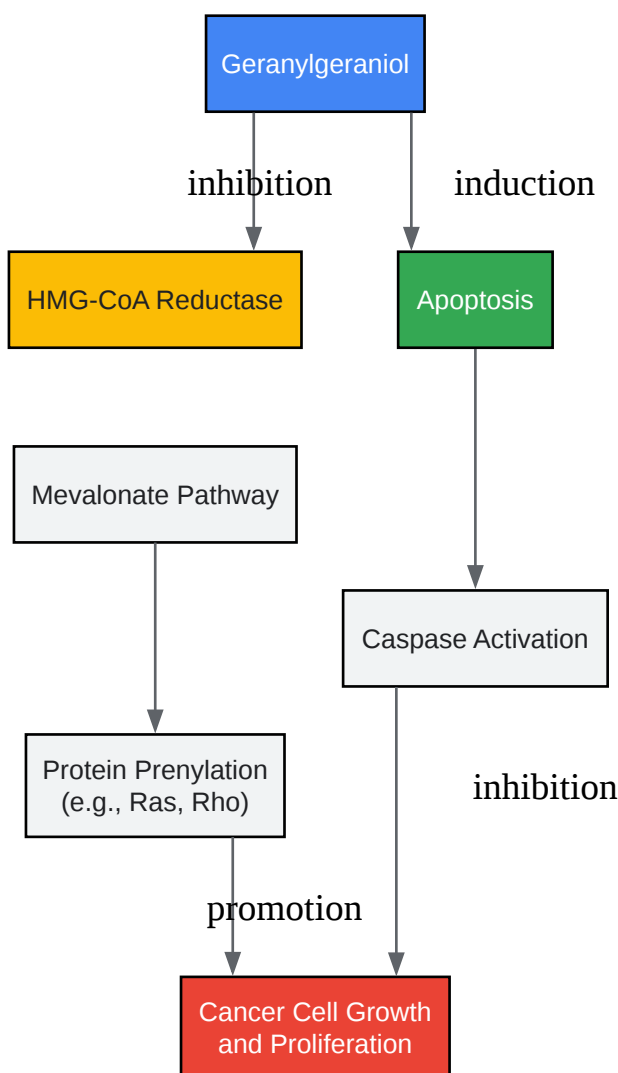 Geranylgeraniol
inhibition
induction
HMG-CoA Reductase
Apoptosis
Mevalonate Pathway
Caspase Activation
Protein Prenylation
(e.g., Ras, Rho)
inhibition
promotion
Cancer Cell Growth
and Proliferation